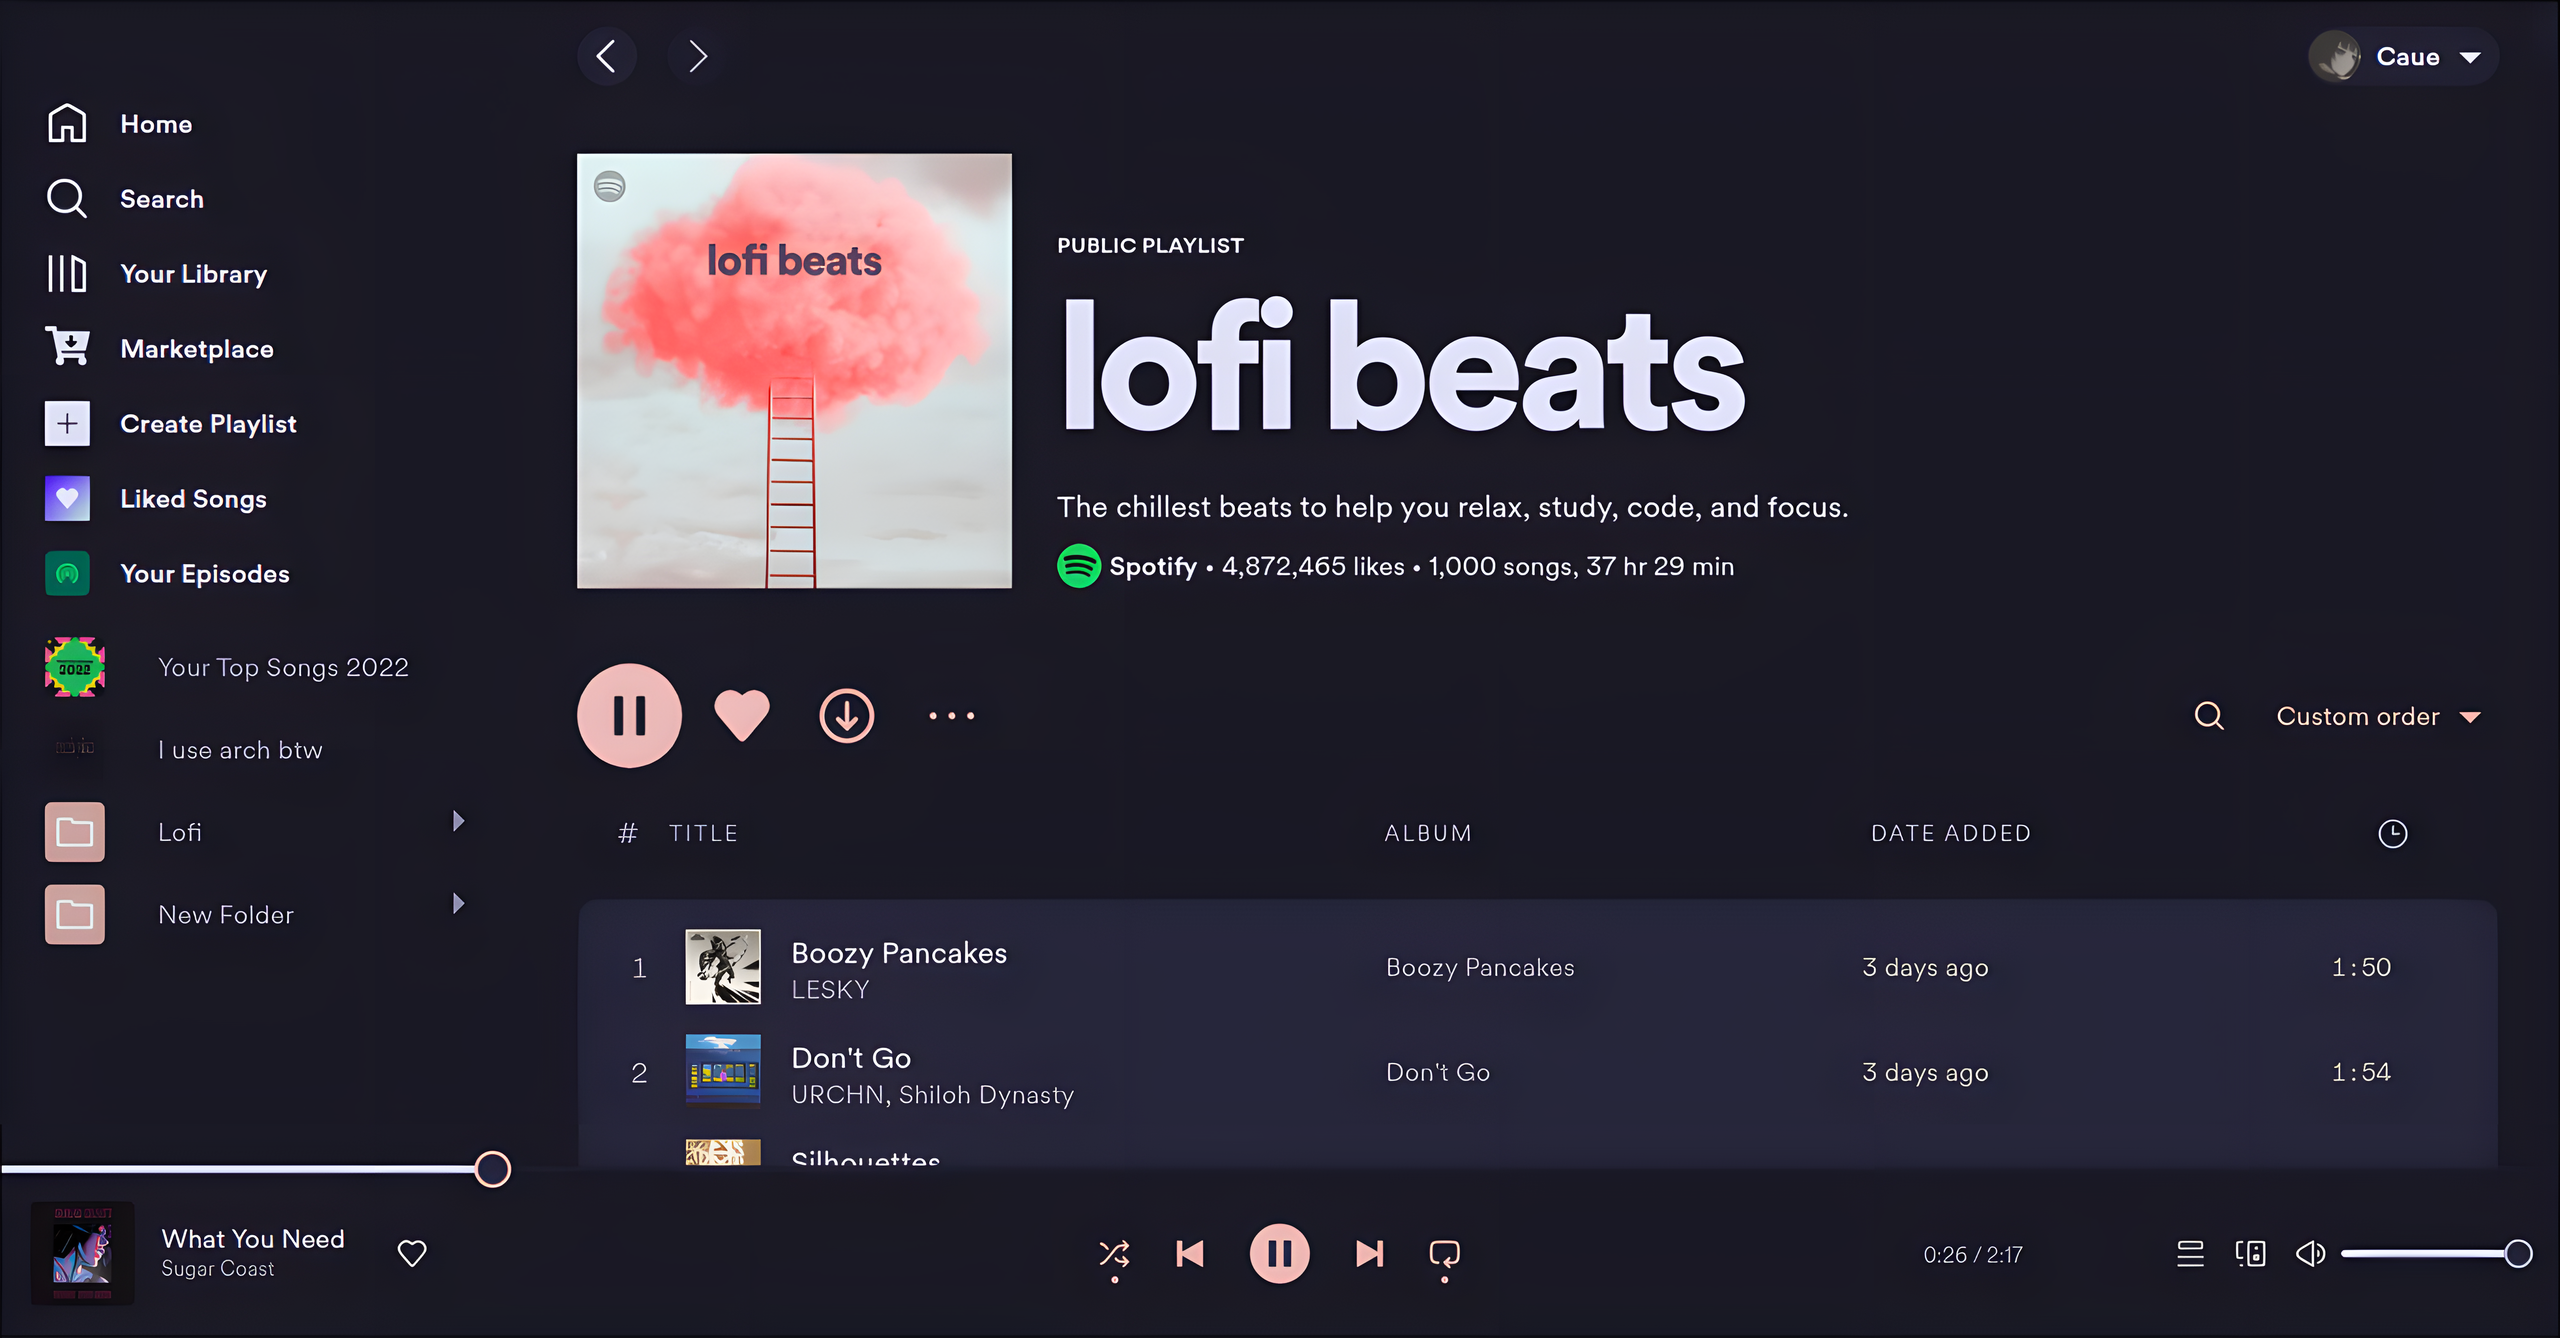 Caue
Home
Search
Your Library
Marketplace
Create Playlist
Liked Songs
Your Episodes
2022
Your Top Songs 2022
I use arch btw
Lofi
New Folder
lofi beats
PUBLIC PLAYLIST
lofi beats
The chillest beats to help you relax, study, code, and focus.
Spotify • 4,872,465 likes • 1,000 songs, 37 hr 29 min
Custom order
# TITLE ALBUM DATE ADDED
1 Boozy Pancakes Boozy Pancakes 3 days ago 1:50
LESKY
2 Don't Go Don't Go 3 days ago 1:54
URCHN, Shiloh Dynasty
Silhouettes
What You Need
Sugar Coast
0:26 / 2:17